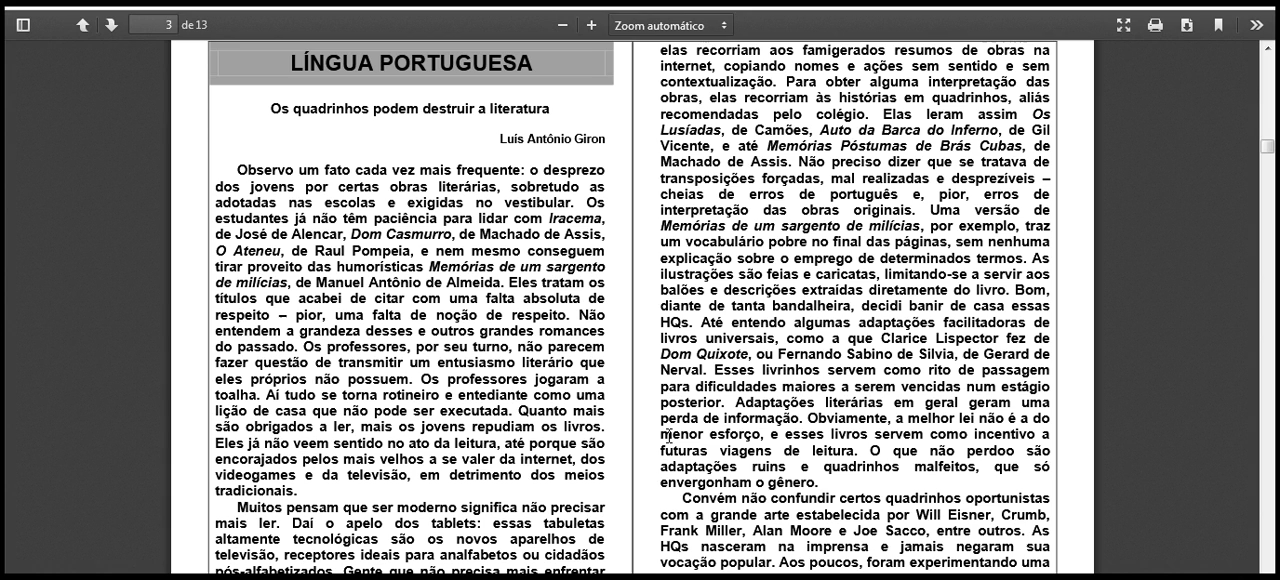 3 de 13
Zoom automático
LÍNGUA PORTUGUESA
Os quadrinhos podem destruir a literatura
Luís Antônio Giron
Observo um fato cada vez mais frequente: o desprezo
dos jovens por certas obras literárias, sobretudo as
adotadas nas escolas e exigidas no vestibular. Os
estudantes já não têm paciência para lidar com Iracema,
de José de Alencar, Dom Casmurro, de Machado de Assis,
O Ateneu, de Raul Pompeia, e nem mesmo conseguem
tirar proveito das humorísticas Memórias de um sargento
de milícias, de Manuel Antônio de Almeida. Eles tratam os
títulos que acabei de citar com uma falta absoluta de
respeito – pior, uma falta de noção de respeito. Não
entendem a grandeza desses e outros grandes romances
do passado. Os professores, por seu turno, não parecem
fazer questão de transmitir um entusiasmo literário que
eles próprios não possuem. Os professores jogaram a
toalha. Aí tudo se torna rotineiro e entediante como uma
lição de casa que não pode ser executada. Quanto mais
são obrigados a ler, mais os jovens repudiam os livros.
Eles já não veem sentido no ato da leitura, até porque são
encorajados pelos mais velhos a se valer da internet, dos
videogames e da televisão, em detrimento dos meios
tradicionais.
Muitos pensam que ser moderno significa não precisar
mais ler. Daí o apelo dos tablets: essas tabuletas
altamente tecnológicas são os novos aparelhos de
televisão, receptores ideais para analfabetos ou cidadãos
pós-alfabetizados. Gente que não precisa mais enfrentar
elas recorriam aos famigerados resumos de obras na
internet, copiando nomes e ações sem sentido e sem
contextualização. Para obter alguma interpretação das
obras, elas recorriam às histórias em quadrinhos, aliás
recomendadas pelo colégio. Elas leram assim Os
Lusíadas, de Camões, Auto da Barca do Inferno, de Gil
Vicente, e até Memórias Póstumas de Brás Cubas, de
Machado de Assis. Não preciso dizer que se tratava de
transposições forçadas, mal realizadas e desprezíveis –
cheias de erros de português e, pior, erros de
interpretação das obras originais. Uma versão de
Memórias de um sargento de milícias, por exemplo, traz
um vocabulário pobre no final das páginas, sem nenhuma
explicação sobre o emprego de determinados termos. As
ilustrações são feias e caricatas, limitando-se a servir aos
balões e descrições extraídas diretamente do livro. Bom,
diante de tanta bandalheira, decidi banir de casa essas
HQs. Até entendo algumas adaptações facilitadoras de
livros universais, como a que Clarice Lispector fez de
Dom Quixote, ou Fernando Sabino de Silvia, de Gerard de
Nerval. Esses livrinhos servem como rito de passagem
para dificuldades maiores a serem vencidas num estágio
posterior. Adaptações literárias em geral geram uma
perda de informação. Obviamente, a melhor lei não é a do
menor esforço, e esses livros servem como incentivo a
futuras viagens de leitura. O que não perdoo são
adaptações ruins e quadrinhos malfeitos, que só
envergonham o gênero.
Convém não confundir certos quadrinhos oportunistas
com a grande arte estabelecida por Will Eisner, Crumb,
Frank Miller, Alan Moore e Joe Sacco, entre outros. As
HQs nasceram na imprensa e jamais negaram sua
vocação popular. Aos poucos, foram experimentando uma